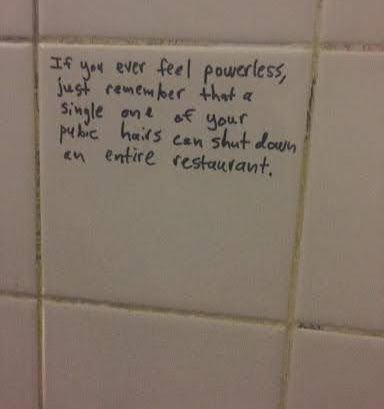 If you ever feel powerless,
just remember that a
single one of your
pubic hairs can shut down
an entire restaurant.